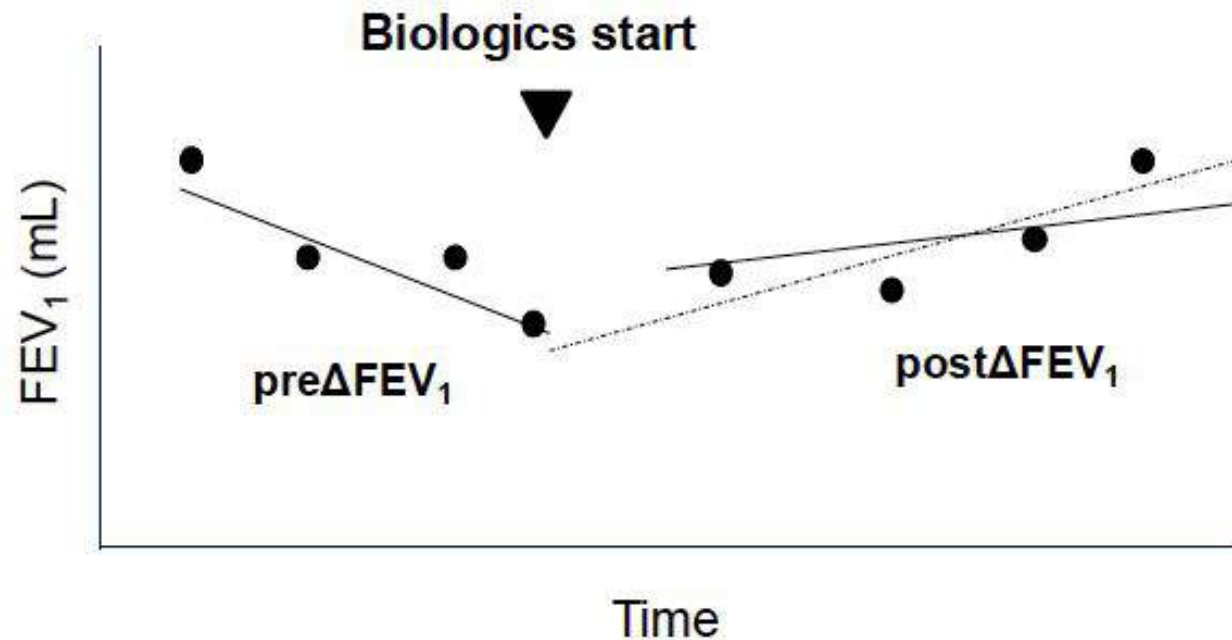 Biologics start
FEV₁ (mL)
preΔFEV₁
postΔFEV₁
Time